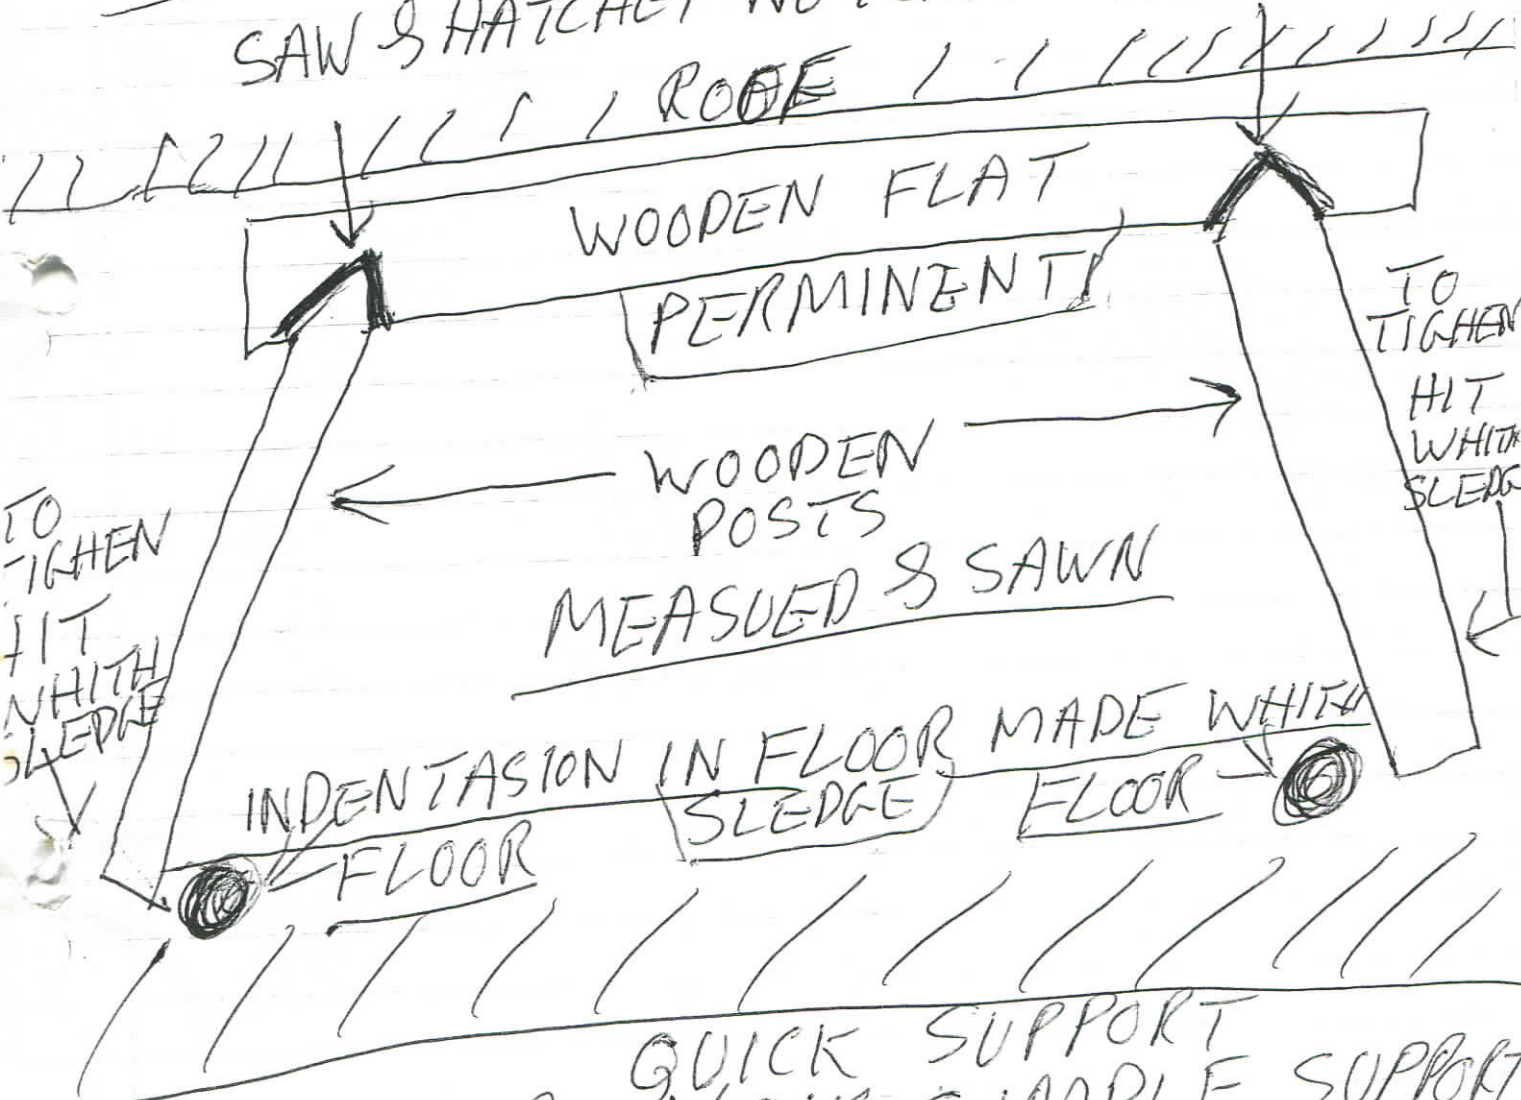 SAW & HATCHET
ROOF
WOODEN FLAT
PERMINENT
TO
TIGHEN
HIT
WHITH
SLEDGE
WOODEN
POSTS
TO
TIGHEN
HIT
WHITH
SLEDGE
MEASUED & SAWN
INDENTASION IN FLOOR MADE WHITH
SLEDGE
FLOOR
FLOOR
QUICK SUPPORT
SUPPORT